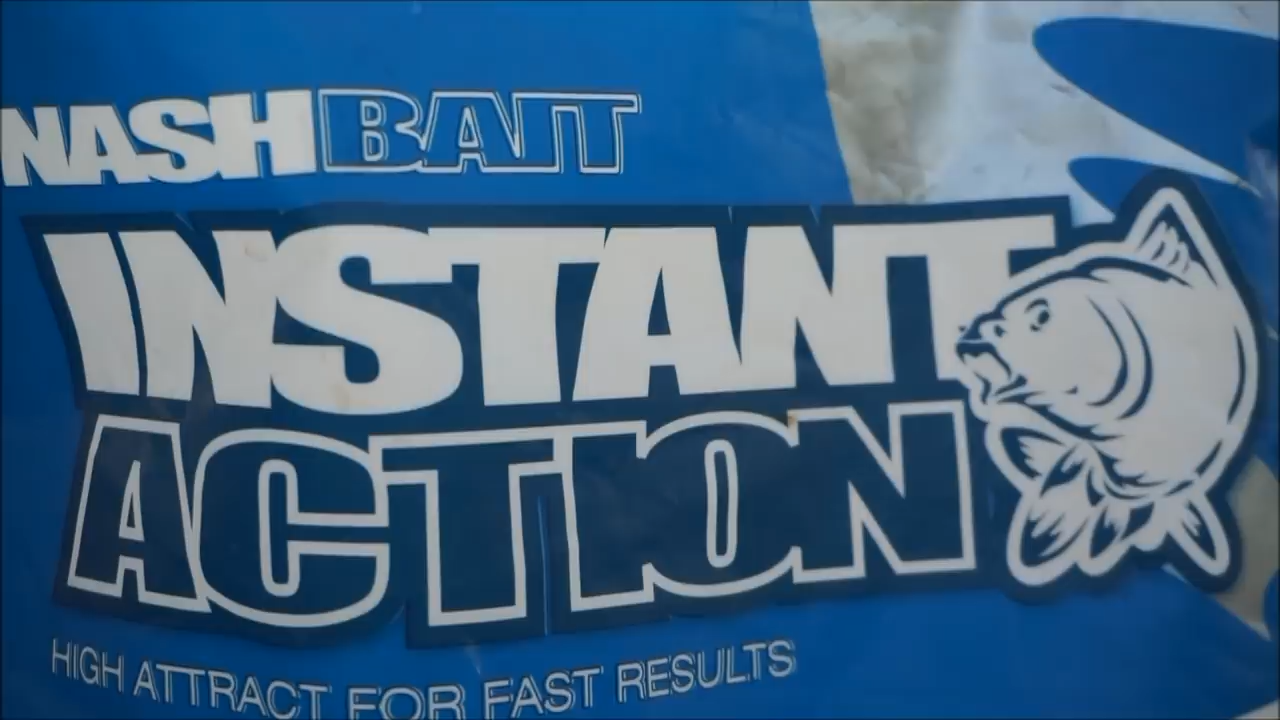 NASHBAIT
INSTANT
ACTION
HIGH ATTRACT FOR FAST RESULTS